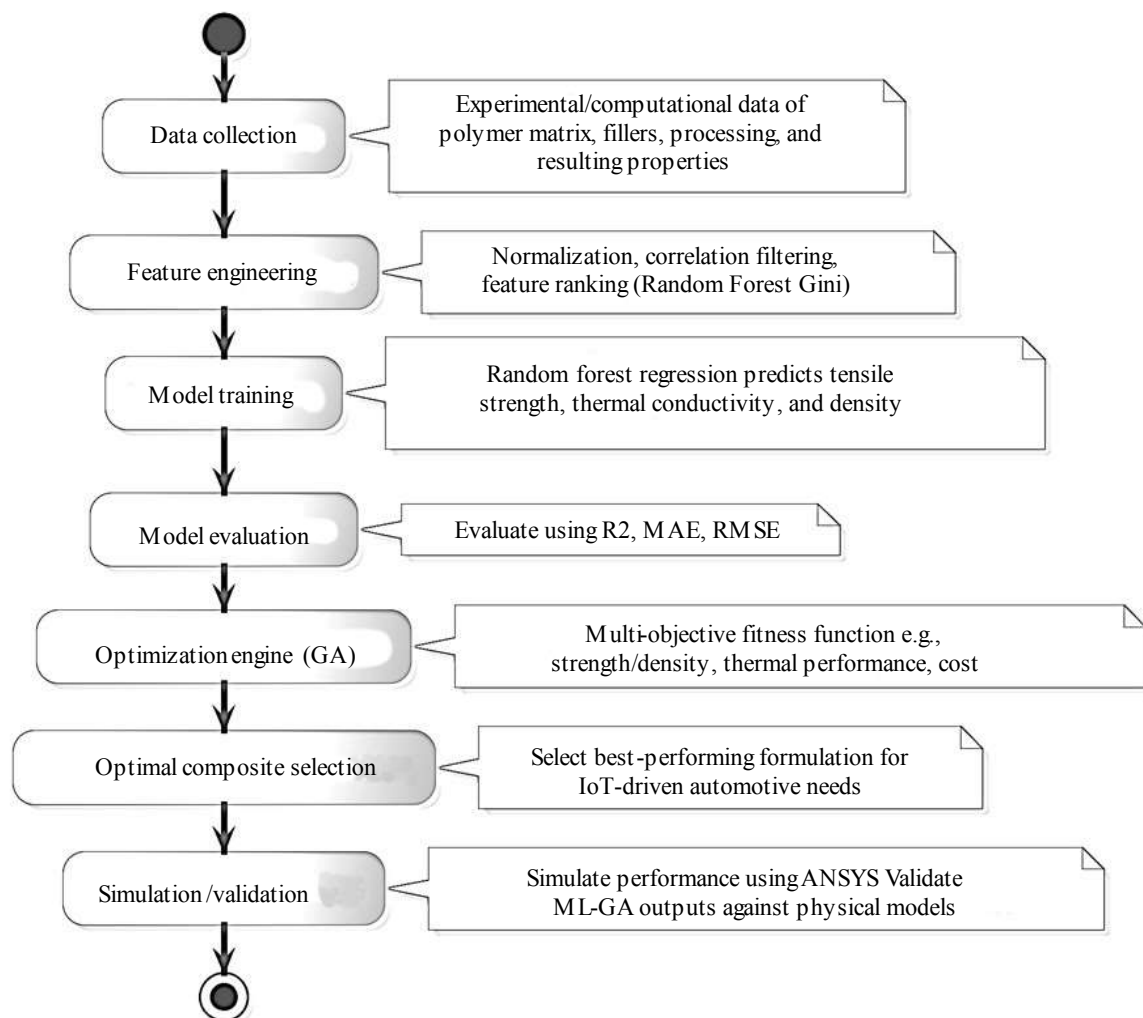 Data collection
Experimental/computational data of
polymer matrix, fillers, processing, and
resulting properties
Feature engineering
Normalization, correlation filtering,
feature ranking (Random Forest Gini)
Model training
Random forest regression predicts tensile
strength, thermal conductivity, and density
Model evaluation
Evaluate using R2, MAE, RMSE
Optimization engine (GA)
Multi-objective fitness function e.g.,
strength/density, thermal performance, cost
Optimal composite selection
Select best-performing formulation for
IoT-driven automotive needs
Simulation/validation
Simulate performance using ANSYS Validate
ML-GA outputs against physical models